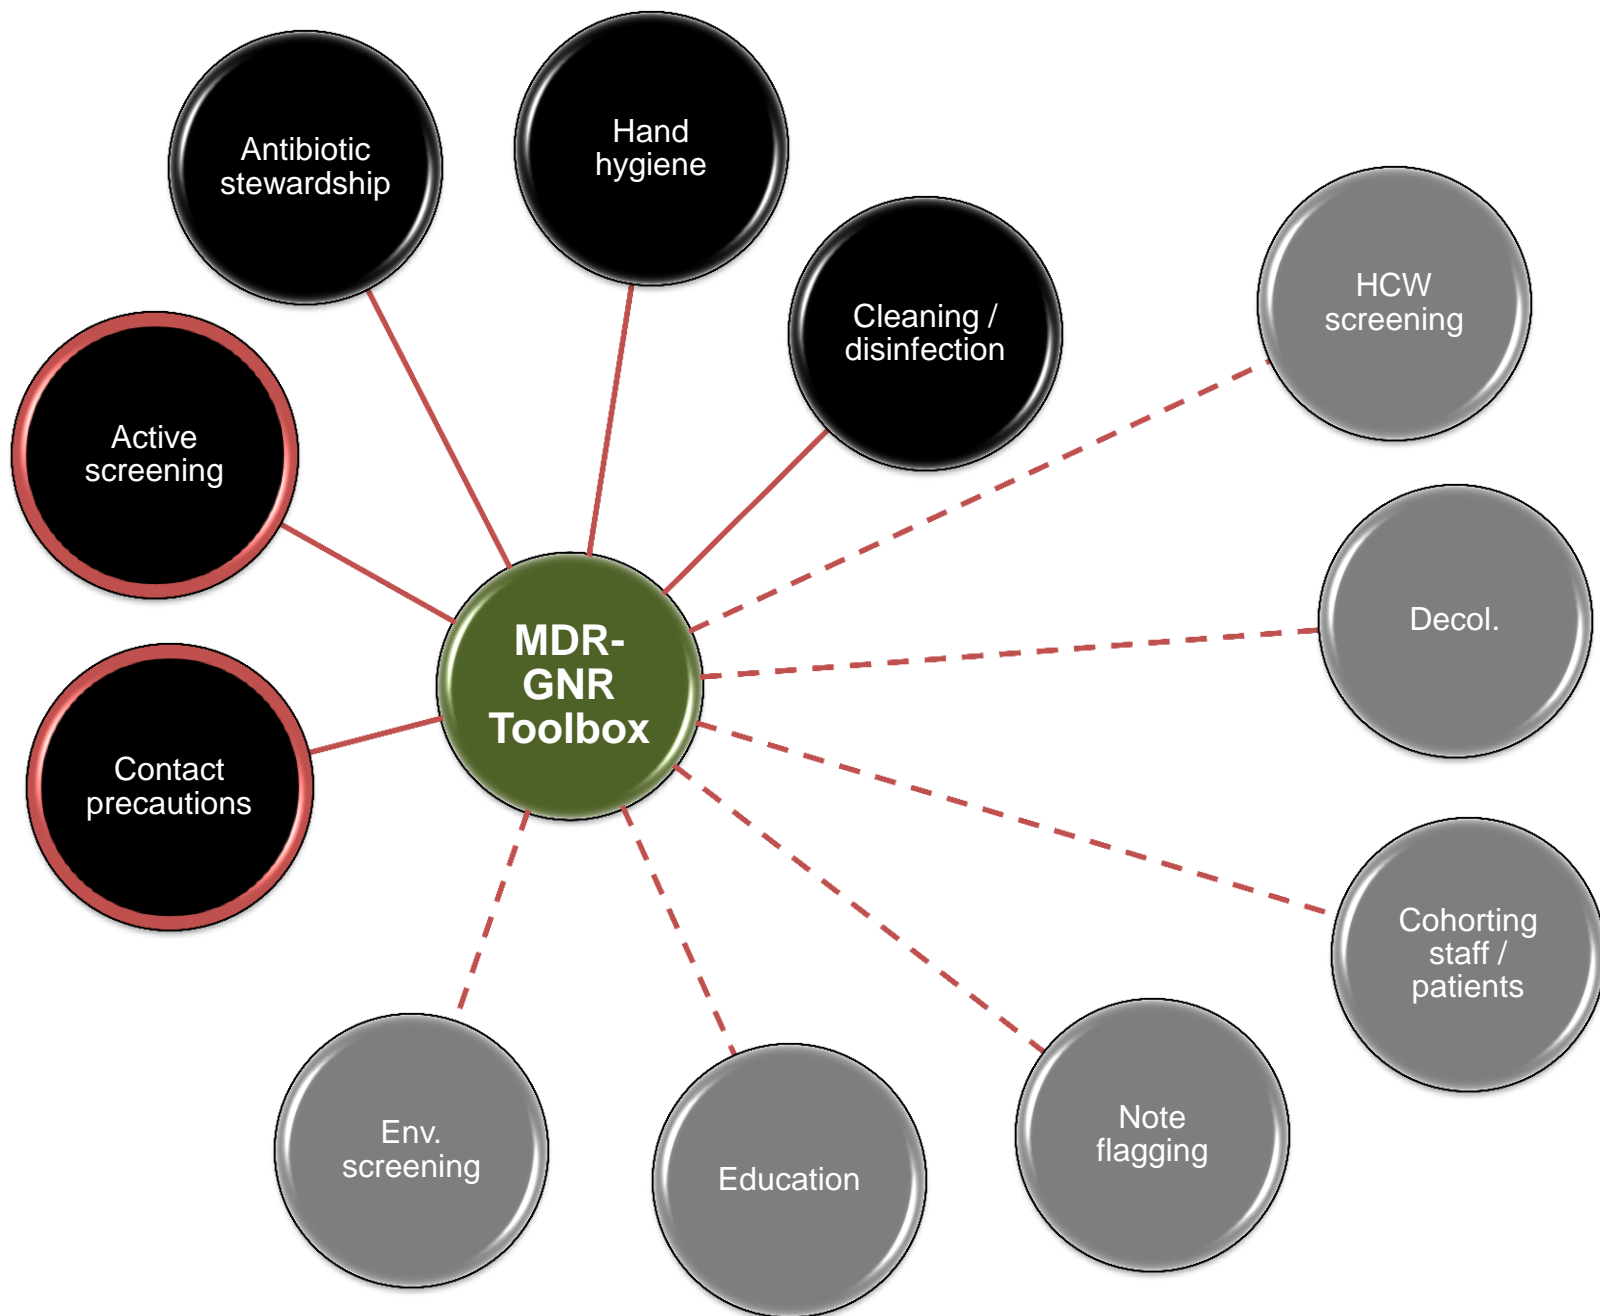 Antibiotic
stewardship
Hand
hygiene
Cleaning /
disinfection
HCW
screening
Active
screening
Decol.
MDR-
GNR
Toolbox
Contact
precautions
Cohorting
staff /
patients
Note
flagging
Env.
screening
Education